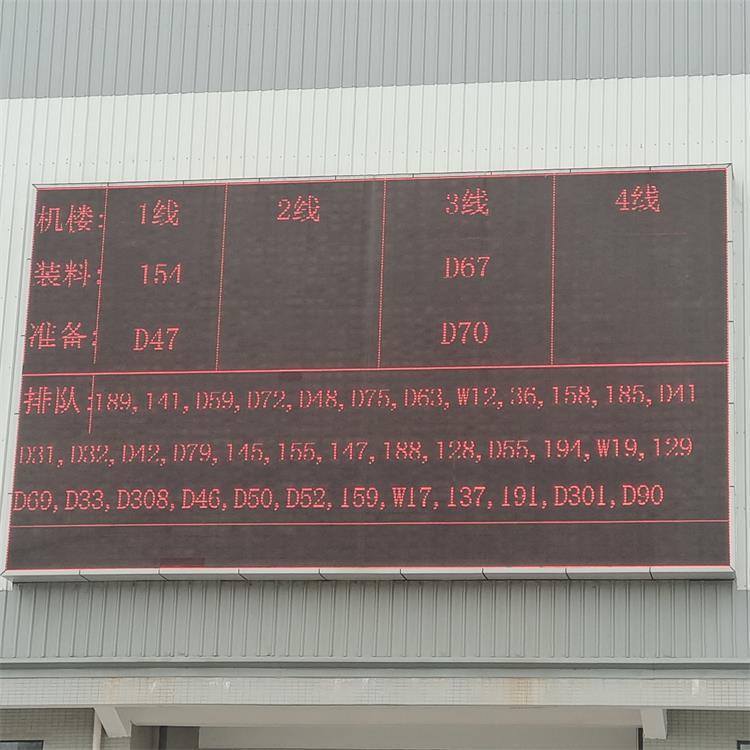 机楼: 1线 2线 3线 4线
装料: 154 D67
准备: D47 D70
排队:189,141,D59,D72,D48,D75,D63,W12,36,158,185,D41
D31,D32,D42,D79,145,155,147,188,128,D55,194,W19,129
D69,D33,D308,D46,D50,D52,159,W17,137,191,D301,D90